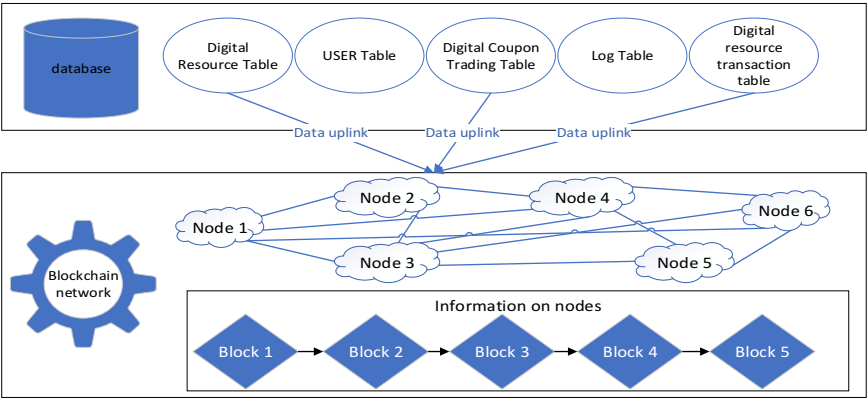 database
Digital
Resource Table
USER Table
Digital Coupon
Trading Table
Log Table
Digital
resource
transaction
table
Data uplink
Data uplink
Data uplink
Blockchain
network
Node 1
Node 2
Node 3
Node 4
Node 5
Node 6
Information on nodes
Block 1
Block 2
Block 3
Block 4
Block 5